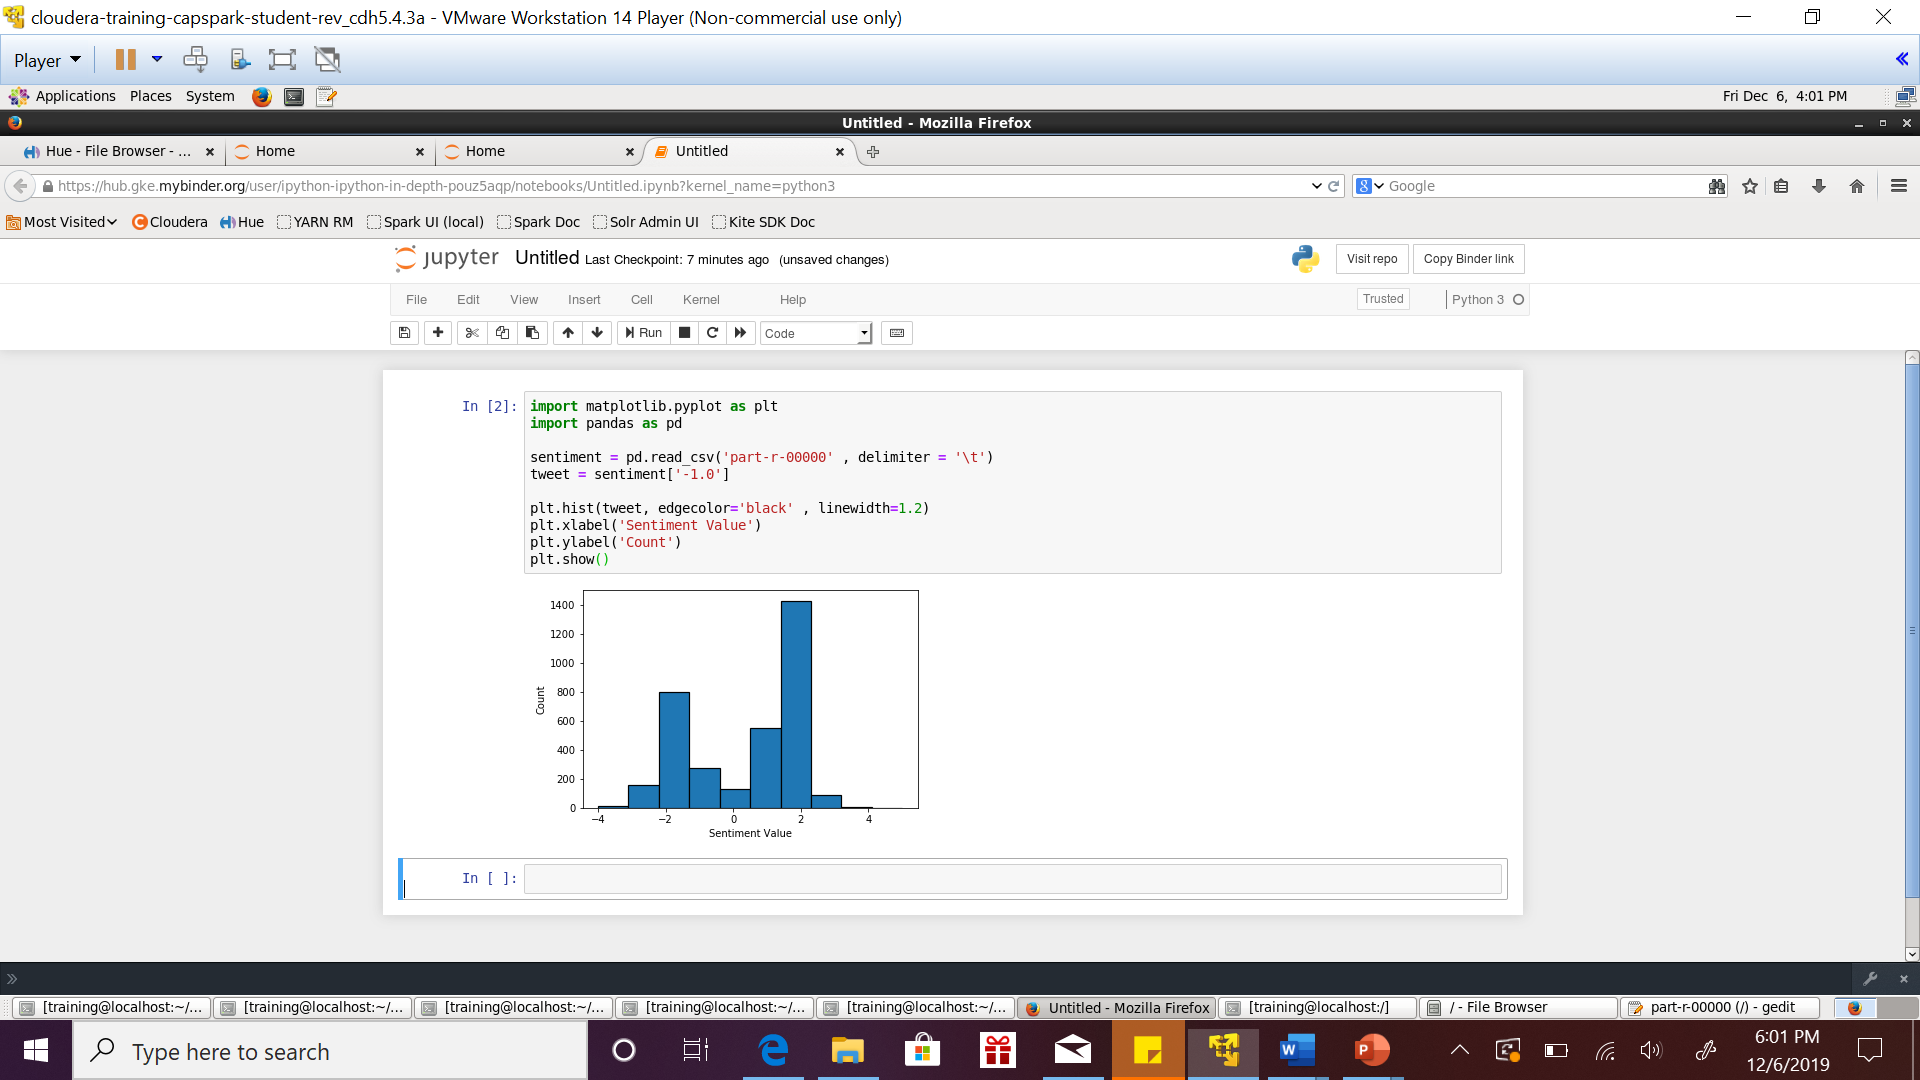 cloudera-training-capspark-student-rev_cdh5.4.3a - VMware Workstation 14 Player (Non-commercial use only)
Player
Applications Places System
Fri Dec 6, 4:01 PM
Untitled - Mozilla Firefox
Hue - File Browser - ... Home Home Untitled
https://hub.gke.mybinder.org/user/ipython-ipython-in-depth-pouz5aqp/notebooks/Untitled.ipynb?kernel_name=python3
Google
Most Visited Cloudera Hue YARN RM Spark UI (local) Spark Doc Solr Admin UI Kite SDK Doc
jupyter Untitled Last Checkpoint: 7 minutes ago (unsaved changes)
Visit repo Copy Binder link
File Edit View Insert Cell Kernel Help
Trusted Python 3
Run Code
In [2]:
import matplotlib.pyplot as plt
import pandas as pd
sentiment = pd.read_csv('part-r-00000' , delimiter = '\t')
tweet = sentiment['-1.0']
plt.hist(tweet, edgecolor='black' , linewidth=1.2)
plt.xlabel('Sentiment Value')
plt.ylabel('Count')
plt.show()
1400
1200
1000
800
600
400
200
0
Count
−4 −2 0 2 4
Sentiment Value
In [ ]:
[training@localhost:~/... [training@localhost:~/... [training@localhost:~/... [training@localhost:~/... [training@localhost:~/... Untitled - Mozilla Firefox [training@localhost:/] / - File Browser part-r-00000 (/) - gedit
Type here to search
6:01 PM
12/6/2019